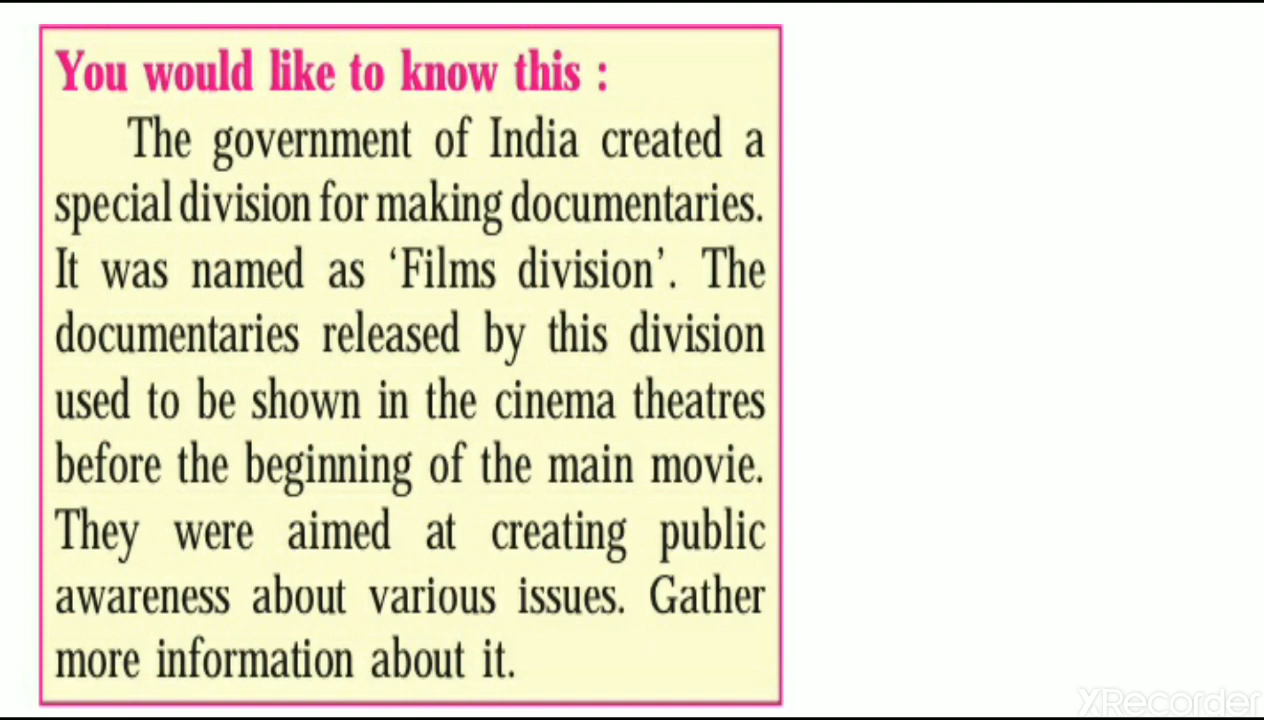 You would like to know this :
The government of India created a
special division for making documentaries.
It was named as ‘Films division’. The
documentaries released by this division
used to be shown in the cinema theatres
before the beginning of the main movie.
They were aimed at creating public
awareness about various issues. Gather
more information about it.
XRecorder